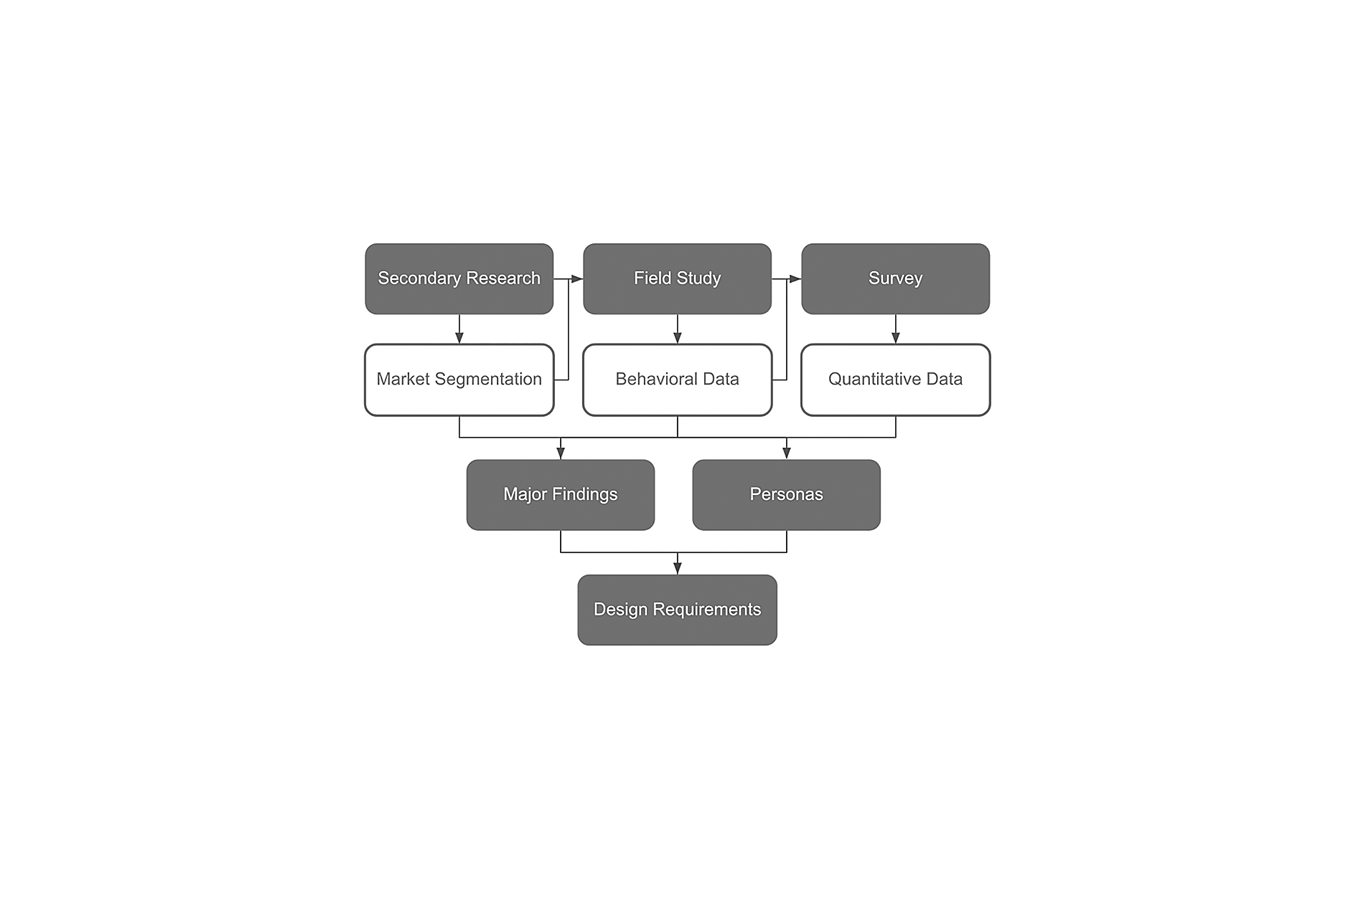 Secondary Research
Field Study
Survey
Market Segmentation
Behavioral Data
Quantitative Data
Major Findings
Personas
Design Requirements